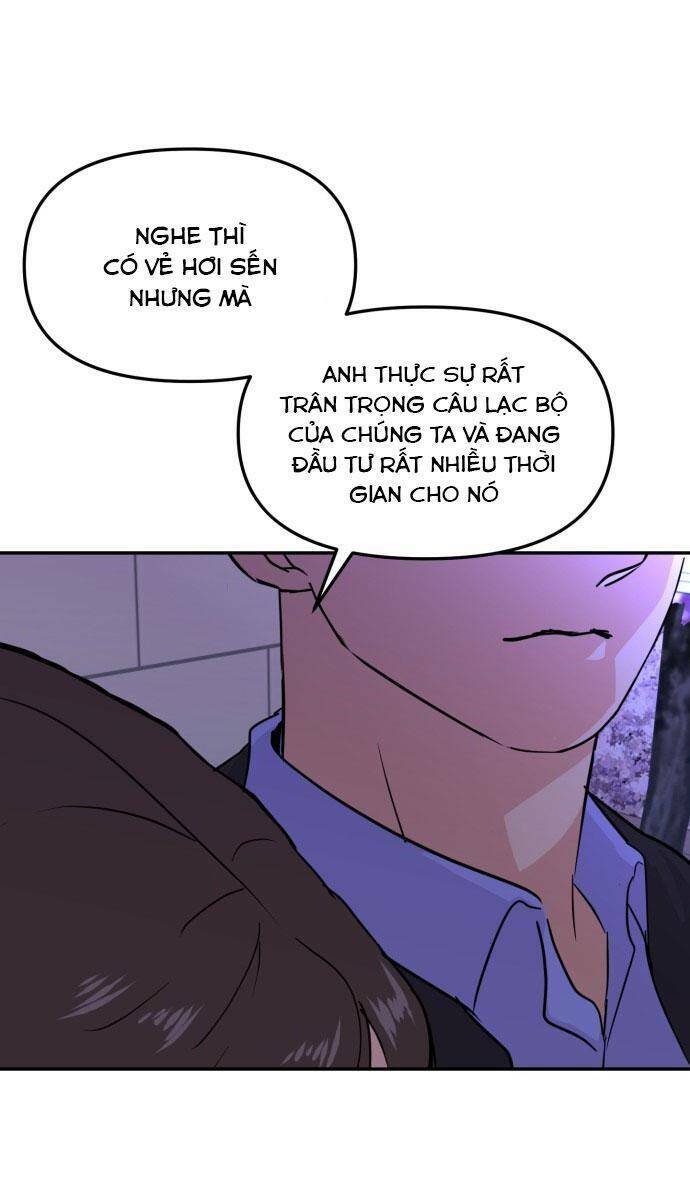 NGHE THÌ
CÓ VẺ HƠI SẾN
NHƯNG MÀ
ANH THỰC SỰ RẤT
TRÂN TRỌNG CÂU LẠC BỘ
CỦA CHÚNG TA VÀ ĐANG
ĐẦU TƯ RẤT NHIỀU THỜI
GIAN CHO NÓ